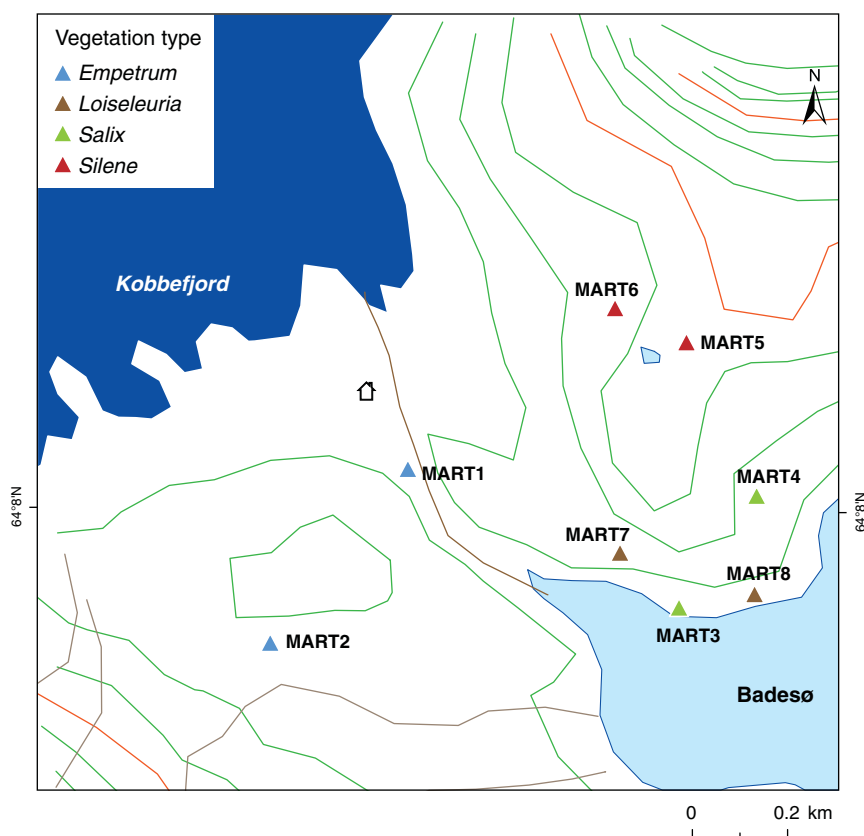 Vegetation type
Empetrum
Loiseleuria
Salix
Silene
N
Kobbefjord
MART6
MART5
MART1
MART4
64°8'N
64°8'N
MART7
MART8
MART3
MART2
Badesø
0 0.2 km